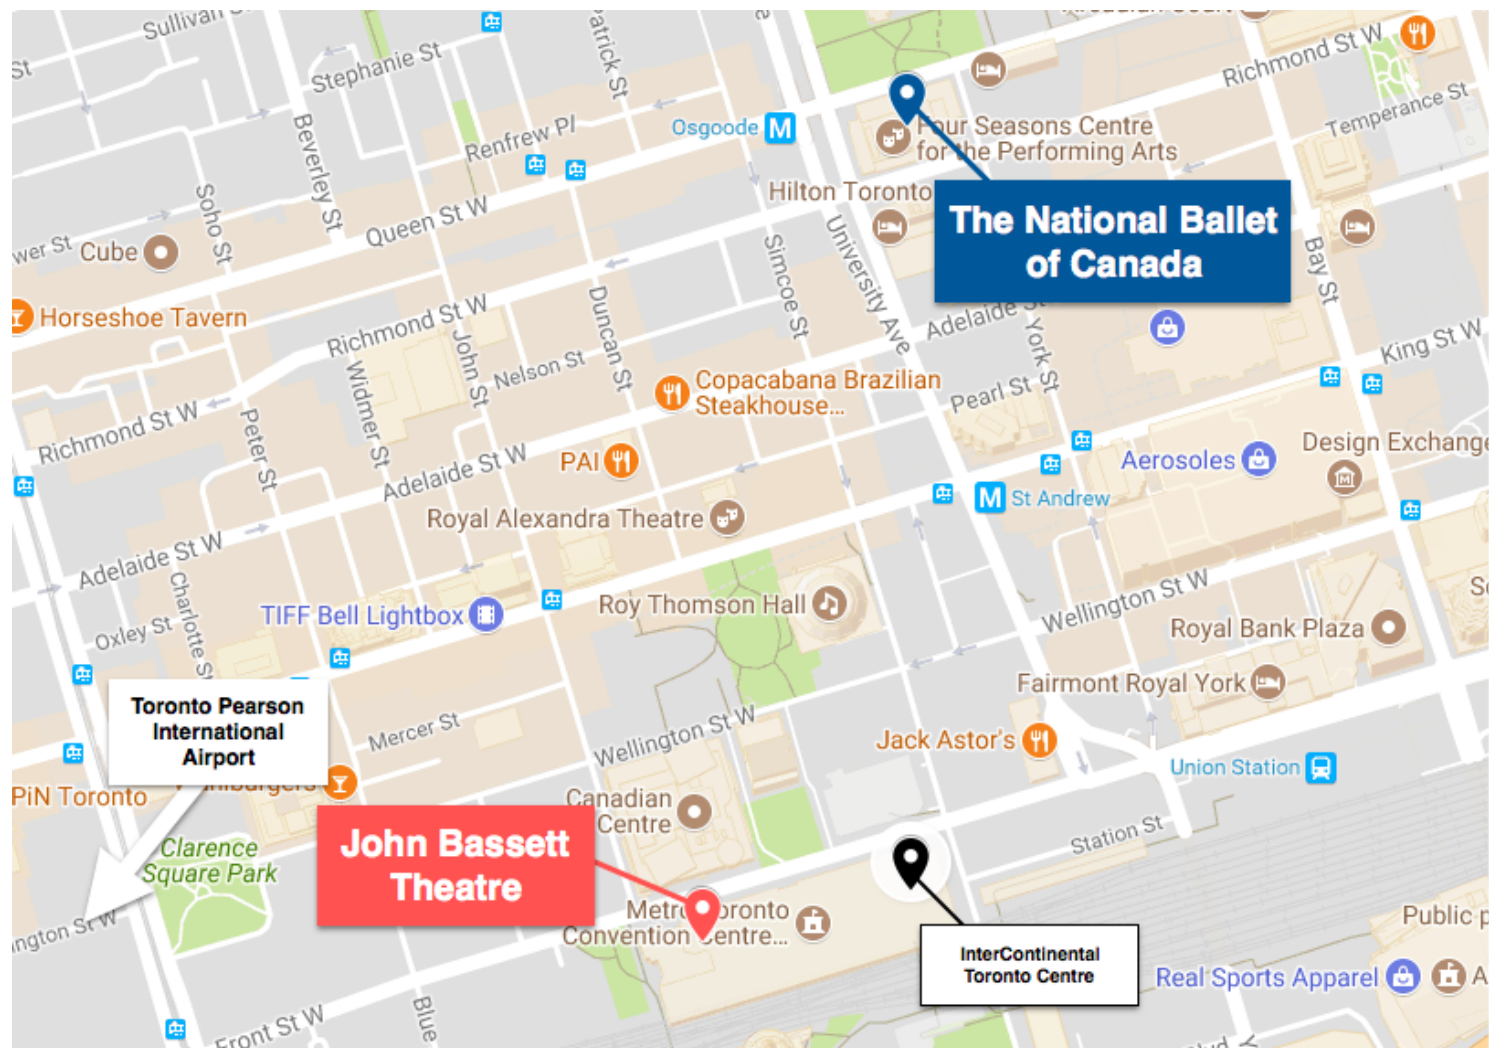 Sullivan St
St
Stephanie St
Patrick St
Beverley St
Renfrew Pl
Osgoode M
Richmond St W
Temperance St
Four Seasons Centre
for the Performing Arts
Hilton Toronto
The National Ballet
of Canada
Soho St
Queen St W
Cube
Horseshoe Tavern
Simcoe St
University Ave
Bay St
Richmond St W
John St
Duncan St
Nelson St
Widmer St
Adelaide St
York St
King St W
Pearl St
Copacabana Brazilian
Steakhouse...
Richmond St W
Peter St
PAI
Adelaide St W
Aerosoles
Design Exchange
M St Andrew
Royal Alexandra Theatre
Adelaide St W
Charlotte St
Oxley St
TIFF Bell Lightbox
Roy Thomson Hall
Wellington St W
Royal Bank Plaza
Fairmont Royal York
Toronto Pearson
International
Airport
Mercer St
Wellington St W
Jack Astor's
Union Station
PiN Toronto
Canadian
Centre
Clarence
Square Park
John Bassett
Theatre
Station St
Metro Toronto
Convention Centre...
InterContinental
Toronto Centre
Public p
Real Sports Apparel
A
Front St W
Blue